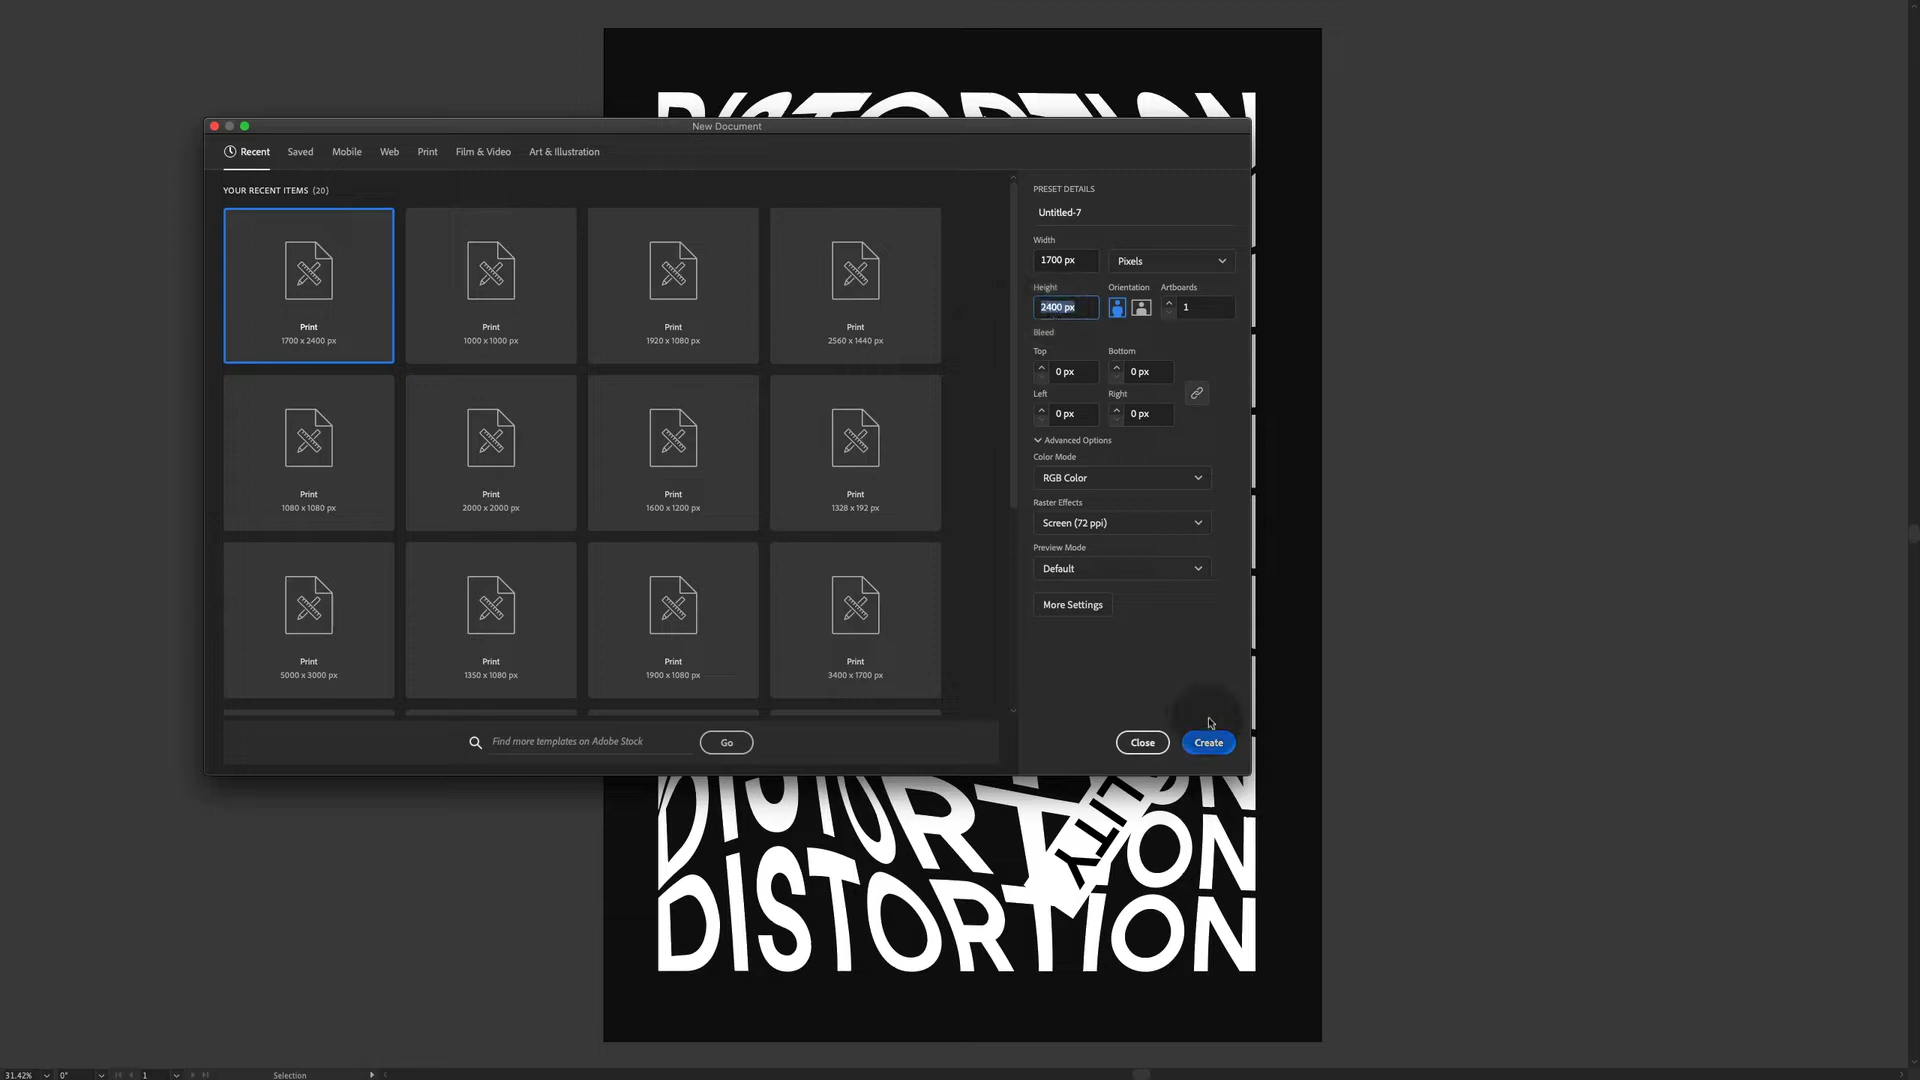 DISTORTION
New Document
Recent Saved Mobile Web Print Film & Video Art & Illustration
YOUR RECENT ITEMS (20)
Print
1700 x 2400 px
Print
1000 x 1000 px
Print
1920 x 1080 px
Print
2560 x 1440 px
Print
1080 x 1080 px
Print
2000 x 2000 px
Print
1600 x 1200 px
Print
1328 x 192 px
Print
5000 x 3000 px
Print
1350 x 1080 px
Print
1900 x 1080 px
Print
3400 x 1700 px
Find more templates on Adobe Stock
Go
PRESET DETAILS
Untitled-7
Width
1700 px
Pixels
Height Orientation Artboards
2400 px
1
Bleed
Top Bottom
0 px 0 px
Left Right
0 px 0 px
Advanced Options
Color Mode
RGB Color
Raster Effects
Screen (72 ppi)
Preview Mode
Default
More Settings
Close
Create
DISTORTION
ON
DISTORTION
31.42% 0° 1 Selection